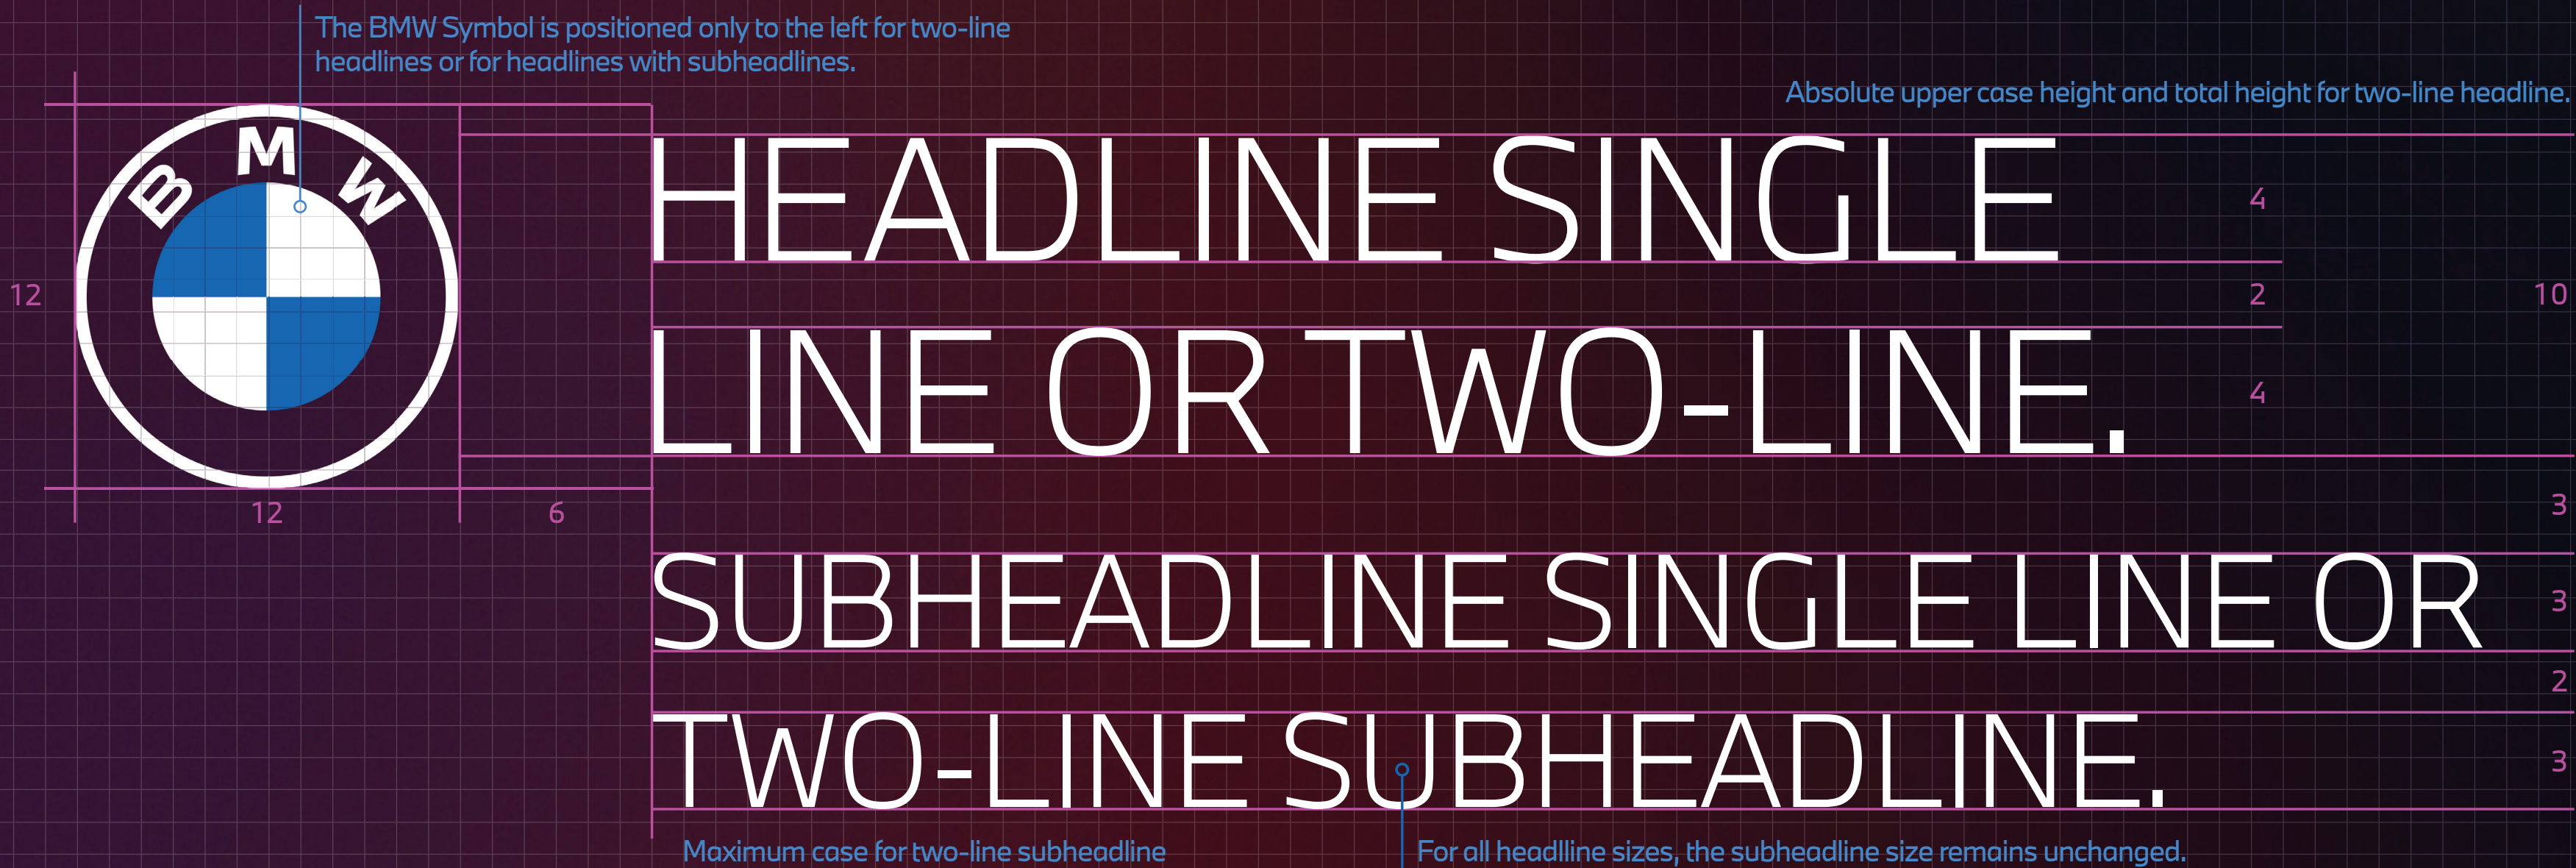 The BMW Symbol is positioned only to the left for two-line
headlines or for headlines with subheadlines.
Absolute upper case height and total height for two-line headline.
B M W
HEADLINE SINGLE
4
12
2
10
LINE OR TWO-LINE.
4
12
6
3
SUBHEADLINE SINGLE LINE OR
3
2
TWO-LINE SUBHEADLINE.
3
Maximum case for two-line subheadline
For all headlline sizes, the subheadline size remains unchanged.